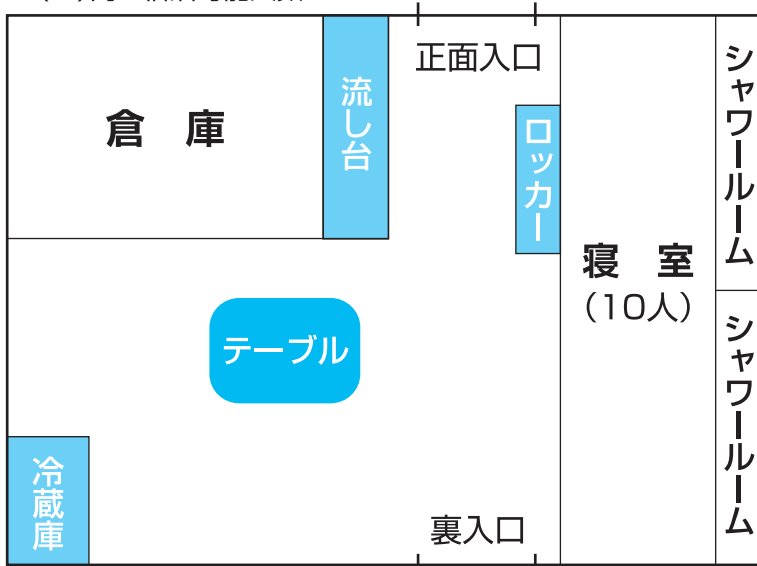 正面入口
流し台
倉庫
ロッカー
シャワールーム
寝室
(10人)
テーブル
シャワールーム
冷蔵庫
裏入口